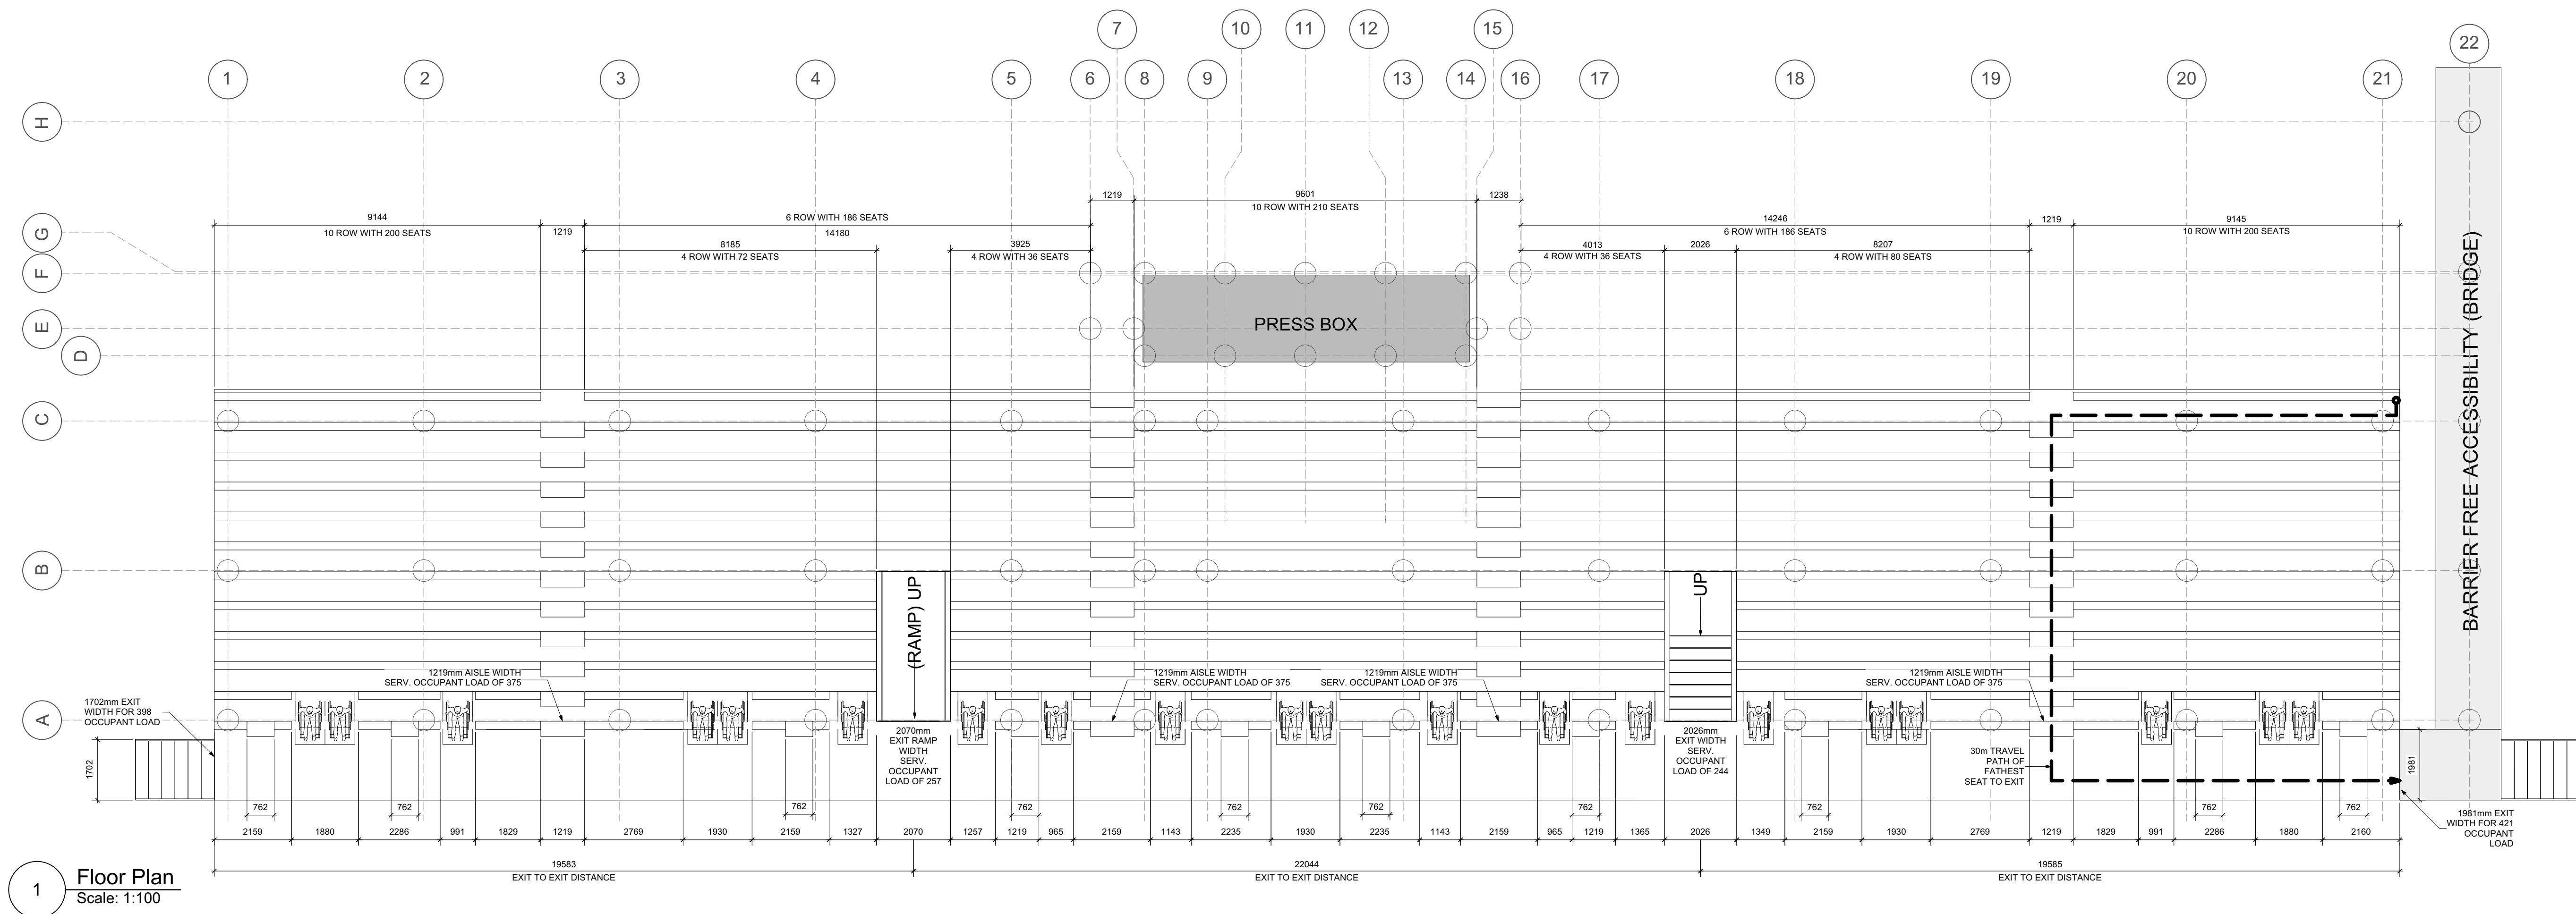 7
10
11
12
15
22
1
2
3
4
5
6
8
9
13
14
16
17
18
19
20
21
H
G
F
E
D
C
B
A
1219
9601
10 ROW WITH 210 SEATS
1238
9144
10 ROW WITH 200 SEATS
1219
6 ROW WITH 186 SEATS
14180
8185
4 ROW WITH 72 SEATS
3925
4 ROW WITH 36 SEATS
14246
6 ROW WITH 186 SEATS
4013
4 ROW WITH 36 SEATS
2026
8207
4 ROW WITH 80 SEATS
1219
9145
10 ROW WITH 200 SEATS
PRESS BOX
BARRIER FREE ACCESSIBILITY (BRIDGE)
(RAMP) UP
UP
1219mm AISLE WIDTH
SERV. OCCUPANT LOAD OF 375
1219mm AISLE WIDTH
SERV. OCCUPANT LOAD OF 375
1219mm AISLE WIDTH
SERV. OCCUPANT LOAD OF 375
1219mm AISLE WIDTH
SERV. OCCUPANT LOAD OF 375
1702mm EXIT
WIDTH FOR 398
OCCUPANT LOAD
1702
2070mm
EXIT RAMP
WIDTH
SERV.
OCCUPANT
LOAD OF 257
2026mm
EXIT WIDTH
SERV.
OCCUPANT
LOAD OF 244
30m TRAVEL
PATH OF
FATHEST
SEAT TO EXIT
1981
1981mm EXIT
WIDTH FOR 421
OCCUPANT
LOAD
762
762
762
762
762
762
762
762
762
762
2159
1880
2286
991
1829
1219
2769
1930
2159
1327
2070
1257
1219
965
2159
1143
2235
1930
2235
1143
2159
965
1219
1365
2026
1349
2159
1930
2769
1219
1829
991
2286
1880
2160
19583
EXIT TO EXIT DISTANCE
22044
EXIT TO EXIT DISTANCE
19585
EXIT TO EXIT DISTANCE
1
Floor Plan
Scale: 1:100